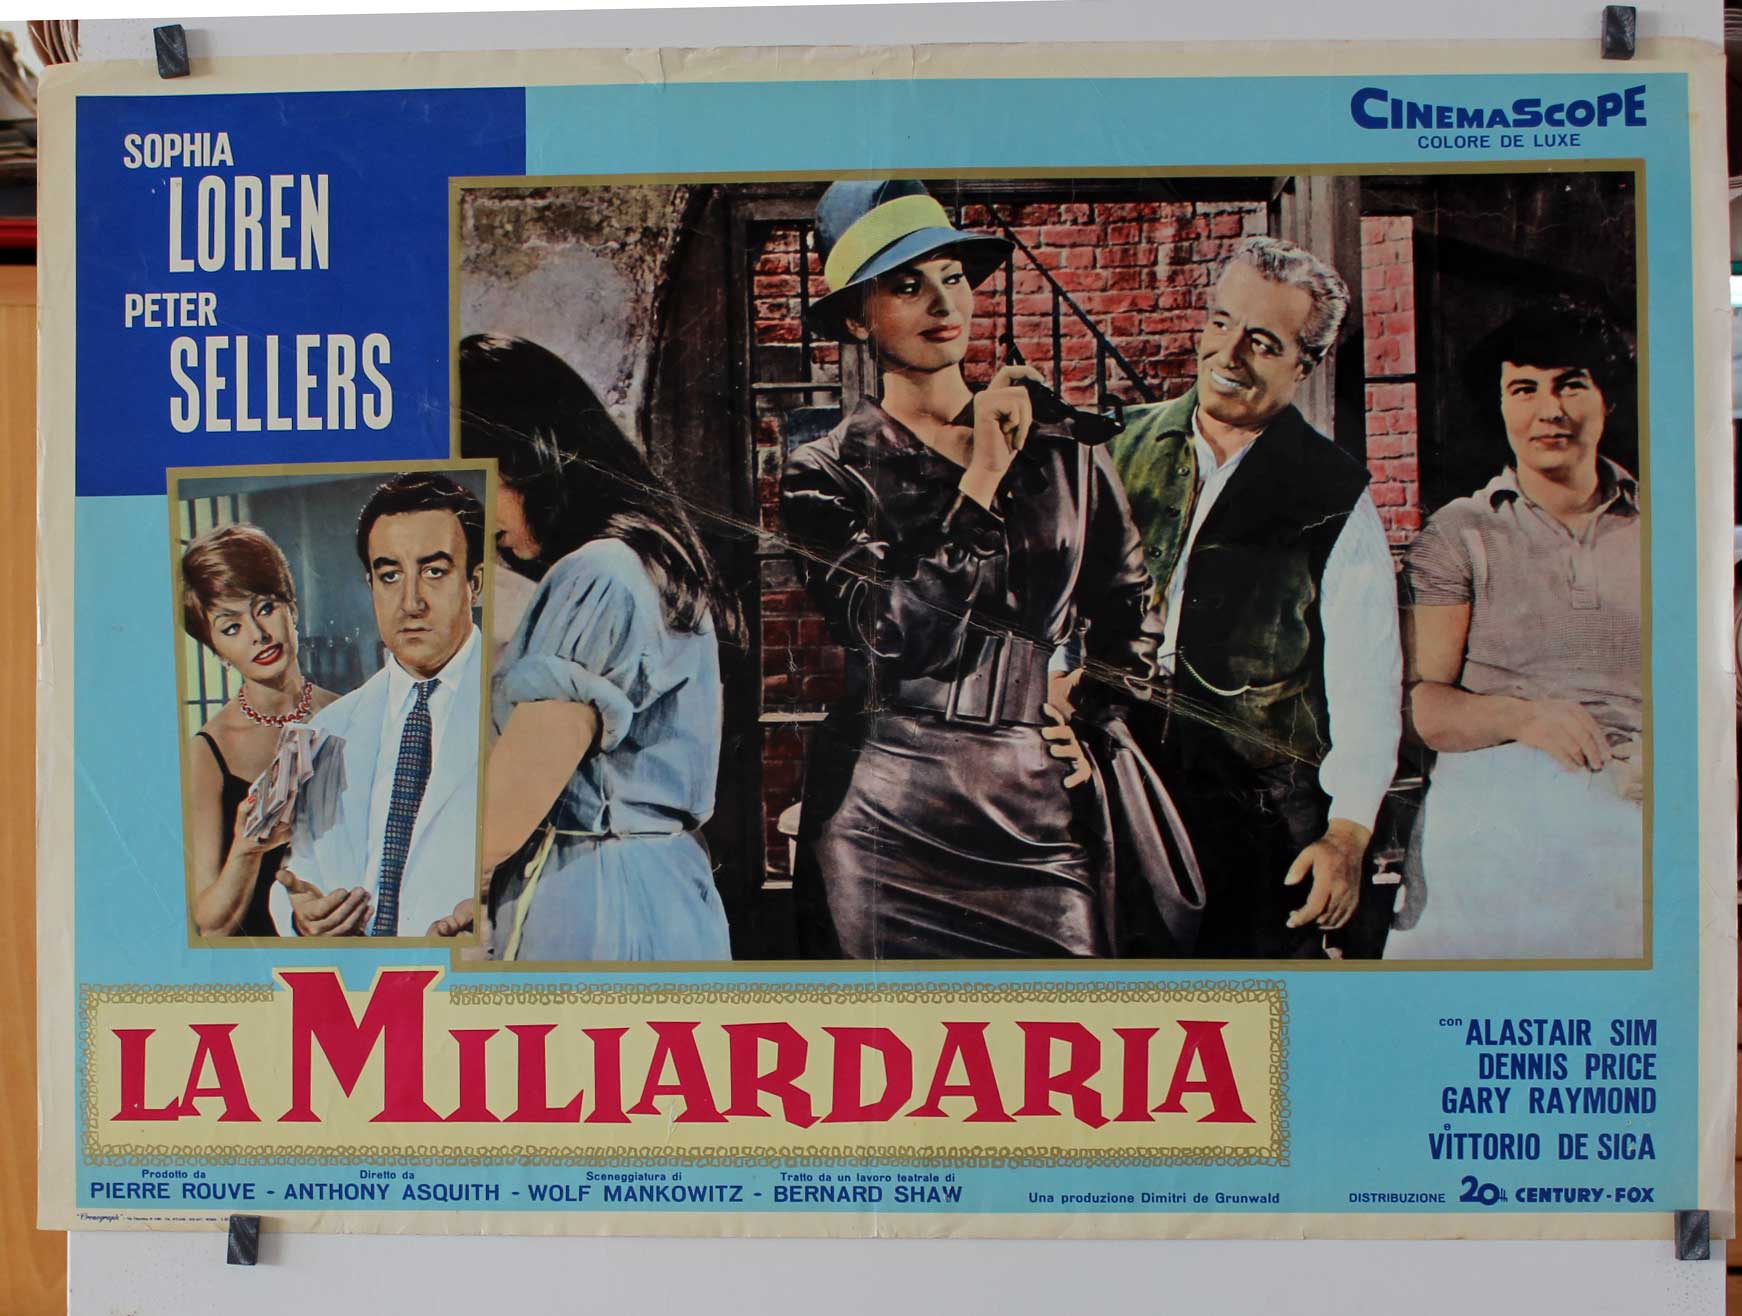 SOPHIA
LOREN
PETER
SELLERS
CINEMASCOPE
COLORE DE LUXE
LA MILIARDARIA
con ALASTAIR SIM
DENNIS PRICE
GARY RAYMOND
e
VITTORIO DE SICA
Prodotto da Diretto da Sceneggiatura di Tratto da un lavoro teatrale di
PIERRE ROUVE - ANTHONY ASQUITH - WOLF MANKOWITZ - BERNARD SHAW
Una produzione Dimitri de Grunwald
DISTRIBUZIONE 20th CENTURY-FOX